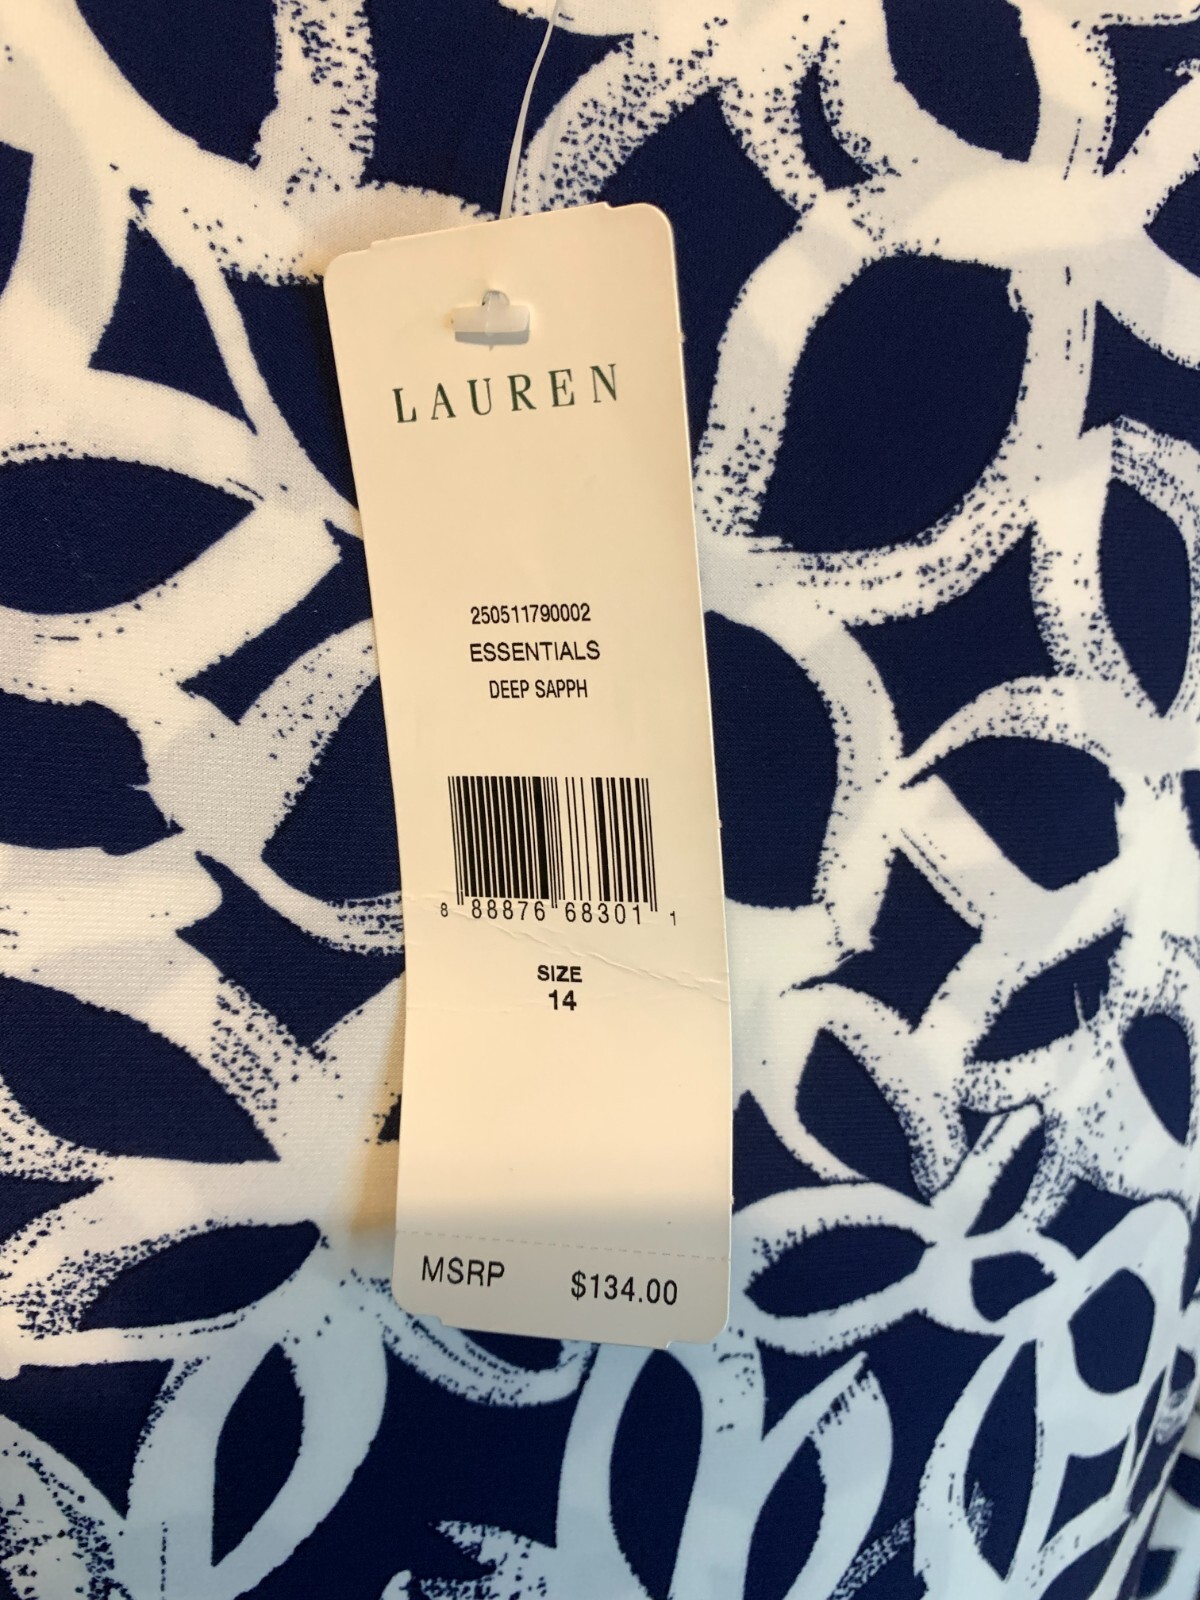 LAUREN
250511790002
ESSENTIALS
DEEP SAPPH
8 88876 68301 1
SIZE
14
MSRP $134.00